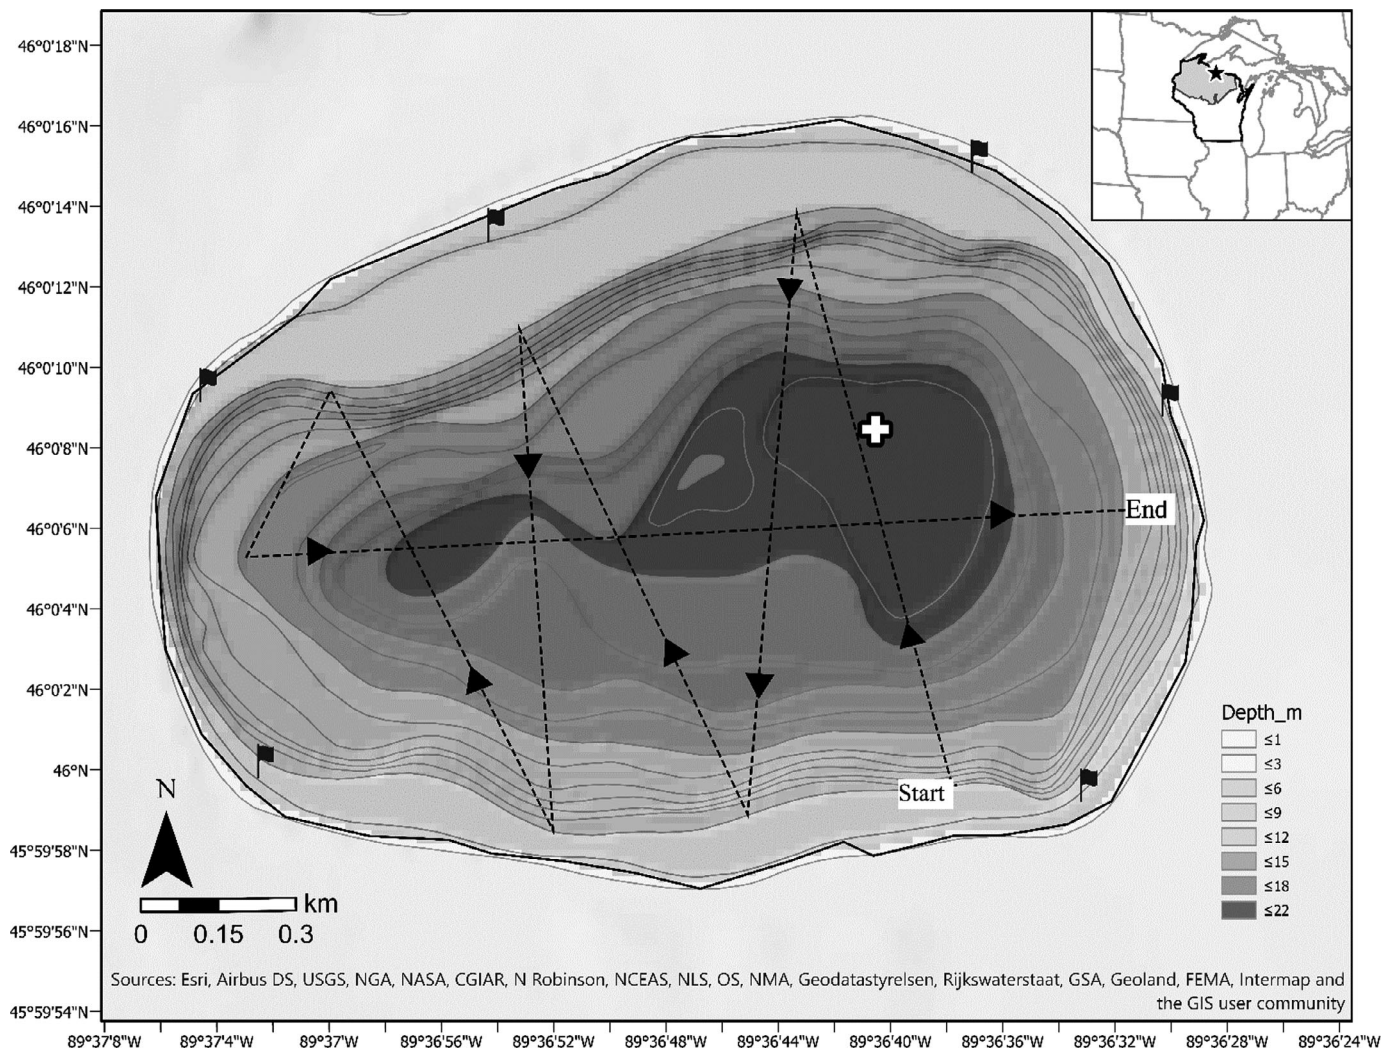 46°0'18"N
46°0'16"N
46°0'14"N
46°0'12"N
46°0'10"N
46°0'8"N
46°0'6"N
46°0'4"N
46°0'2"N
46°N
45°59'58"N
45°59'56"N
45°59'54"N
End
Start
N
km
0 0.15 0.3
Depth_m
≤1
≤3
≤6
≤9
≤12
≤15
≤18
≤22
Sources: Esri, Airbus DS, USGS, NGA, NASA, CGIAR, N Robinson, NCEAS, NLS, OS, NMA, Geodatastyrelsen, Rijkswaterstaat, GSA, Geoland, FEMA, Intermap and
the GIS user community
89°37'8"W 89°37'4"W 89°37'W 89°36'56"W 89°36'52"W 89°36'48"W 89°36'44"W 89°36'40"W 89°36'36"W 89°36'32"W 89°36'28"W 89°36'24"W